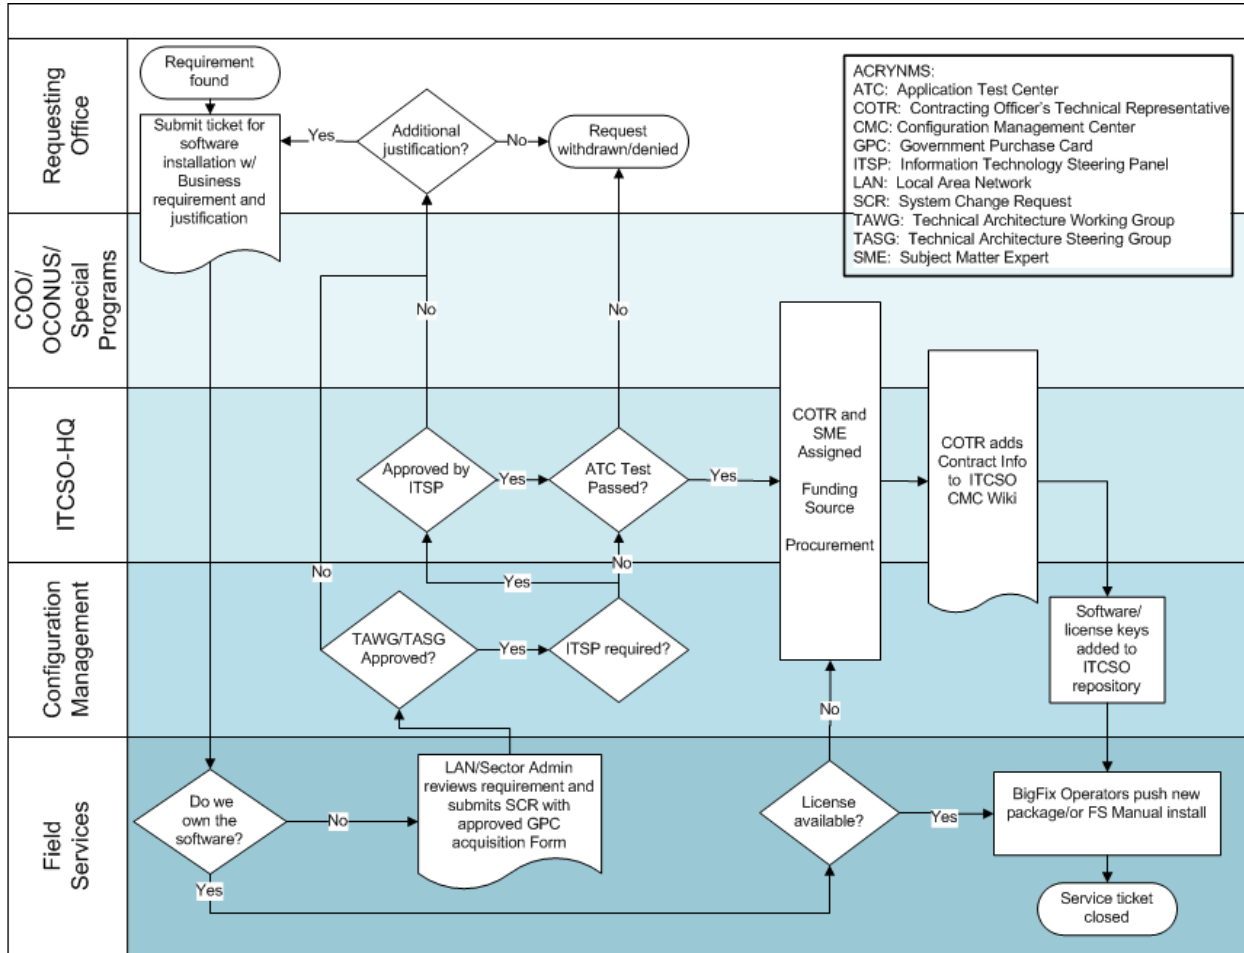 Requesting
Office
Requirement
found
Submit ticket for
software
installation w/
Business
requirement and
justification
Yes
Additional
justification?
No
Request
withdrawn/denied
ACRYNMS:
ATC: Application Test Center
COTR: Contracting Officer's Technical Representative
CMC: Configuration Management Center
GPC: Government Purchase Card
ITSP: Information Technology Steering Panel
LAN: Local Area Network
SCR: System Change Request
TAWG: Technical Architecture Working Group
TASG: Technical Architecture Steering Group
SME: Subject Matter Expert
COO/
OCONUS/
Special
Programs
No
No
ITCSO-HQ
Approved by
ITSP
Yes
ATC Test
Passed?
Yes
COTR and
SME
Assigned
Funding
Source
Procurement
COTR adds
Contract Info
to ITCSO
CMC Wiki
Configuration
Management
No
Yes
No
TAWG/TASG
Approved?
Yes
ITSP required?
No
Software/
license keys
added to
ITCSO
repository
Field
Services
Do we
own the
software?
No
Yes
LAN/Sector Admin
reviews requirement and
submits SCR with
approved GPC
acquisition Form
License
available?
Yes
BigFix Operators push new
package/or FS Manual install
Service ticket
closed